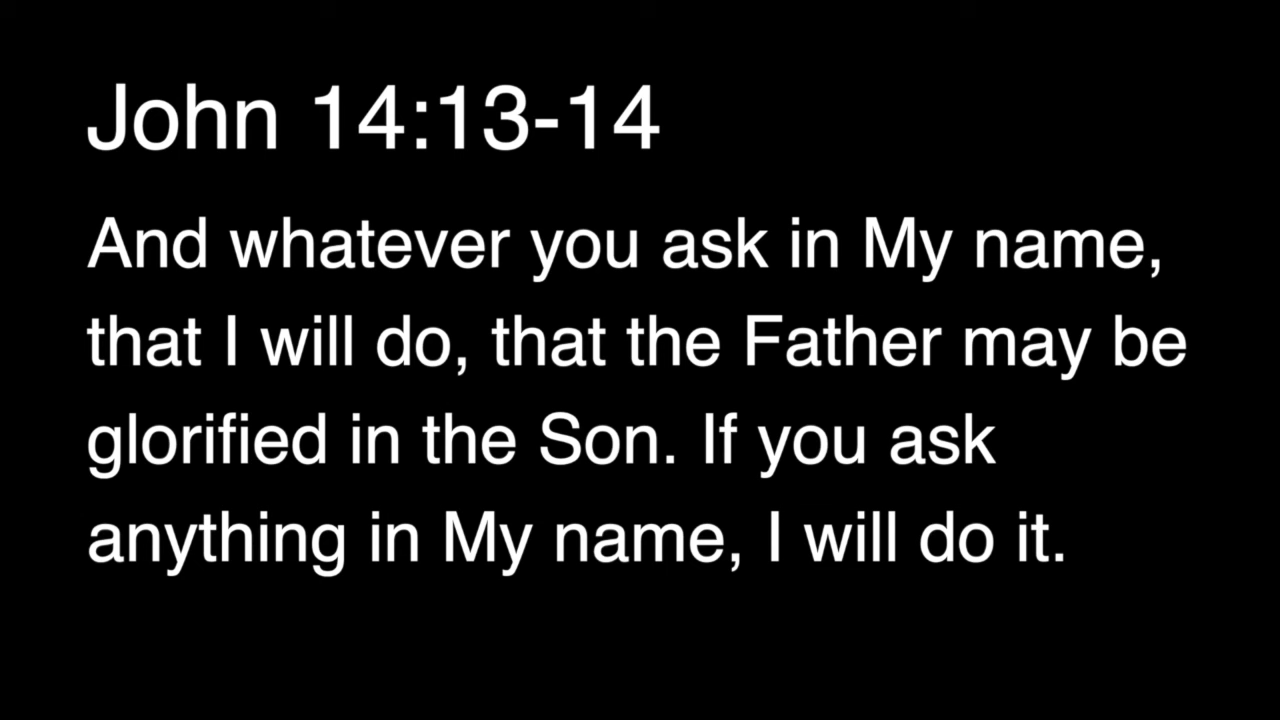 John 14:13-14
And whatever you ask in My name,
that I will do, that the Father may be
glorified in the Son. If you ask
anything in My name, I will do it.